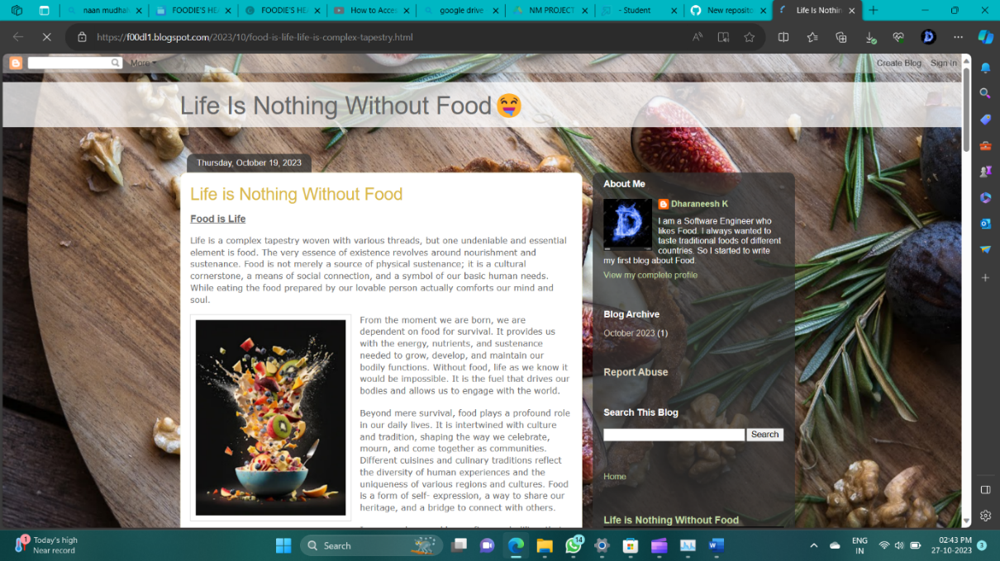 naan mudhal
FOODIE'S HEA
FOODIE'S HEA
How to Acces
google drive
NM PROJECT
- Student
New reposito
Life Is Nothin
https://f00dl1.blogspot.com/2023/10/food-is-life-life-is-complex-tapestry.html
More
Create Blog Sign In
Life Is Nothing Without Food🤤
Thursday, October 19, 2023
Life is Nothing Without Food
Food is Life
Life is a complex tapestry woven with various threads, but one undeniable and essential
element is food. The very essence of existence revolves around nourishment and
sustenance. Food is not merely a source of physical sustenance; it is a cultural
cornerstone, a means of social connection, and a symbol of our basic human needs.
While eating the food prepared by our lovable person actually comforts our mind and
soul.
From the moment we are born, we are
dependent on food for survival. It provides us
with the energy, nutrients, and sustenance
needed to grow, develop, and maintain our
bodily functions. Without food, life as we know it
would be impossible. It is the fuel that drives our
bodies and allows us to engage with the world.
Beyond mere survival, food plays a profound role
in our daily lives. It is intertwined with culture
and tradition, shaping the way we celebrate,
mourn, and come together as communities.
Different cuisines and culinary traditions reflect
the diversity of human experiences and the
uniqueness of various regions and cultures. Food
is a form of self- expression, a way to share our
heritage, and a bridge to connect with others.
About Me
Dharaneesh K
I am a Software Engineer who
likes Food. I always wanted to
taste traditional foods of different
countries. So I started to write
my first blog about Food
View my complete profile
Blog Archive
October 2023 (1)
Report Abuse
Search This Blog
Search
Home
Life is Nothing Without Food
1
Today's high
Near record
Search
14
ENG
IN
02:43 PM
27-10-2023
3